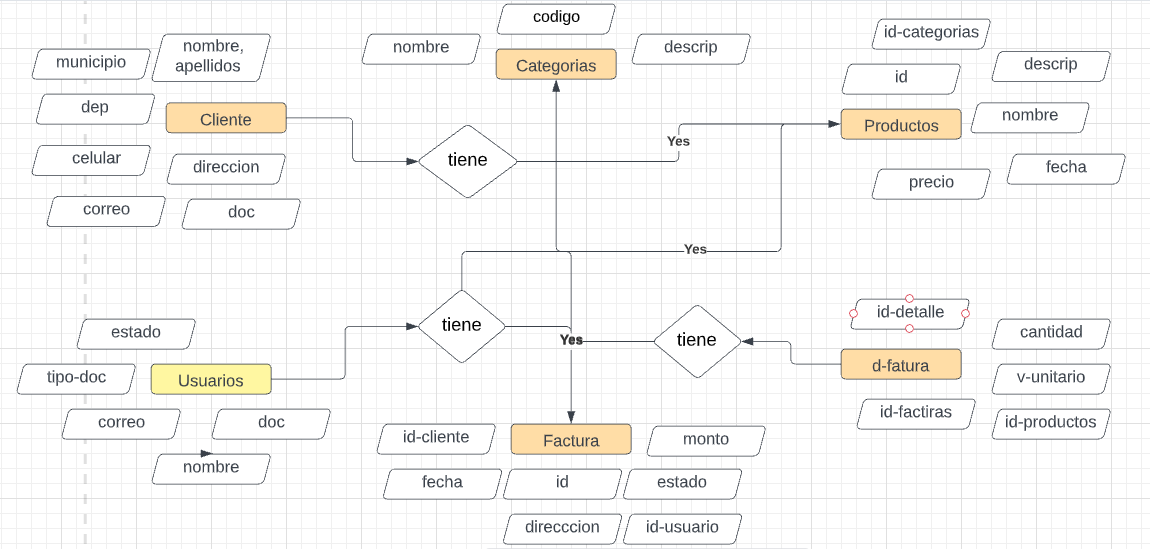 codigo
id-categorias
nombre,
apellidos
nombre
descrip
municipio
Categorias
descrip
id
dep
Cliente
nombre
Productos
Yes
celular
tiene
direccion
fecha
precio
correo
doc
Yes
id-detalle
estado
tiene
cantidad
Yes
tiene
d-fatura
tipo-doc
Usuarios
v-unitario
id-factiras
correo
doc
id-productos
id-cliente
Factura
monto
nombre
fecha
id
estado
direcccion
id-usuario